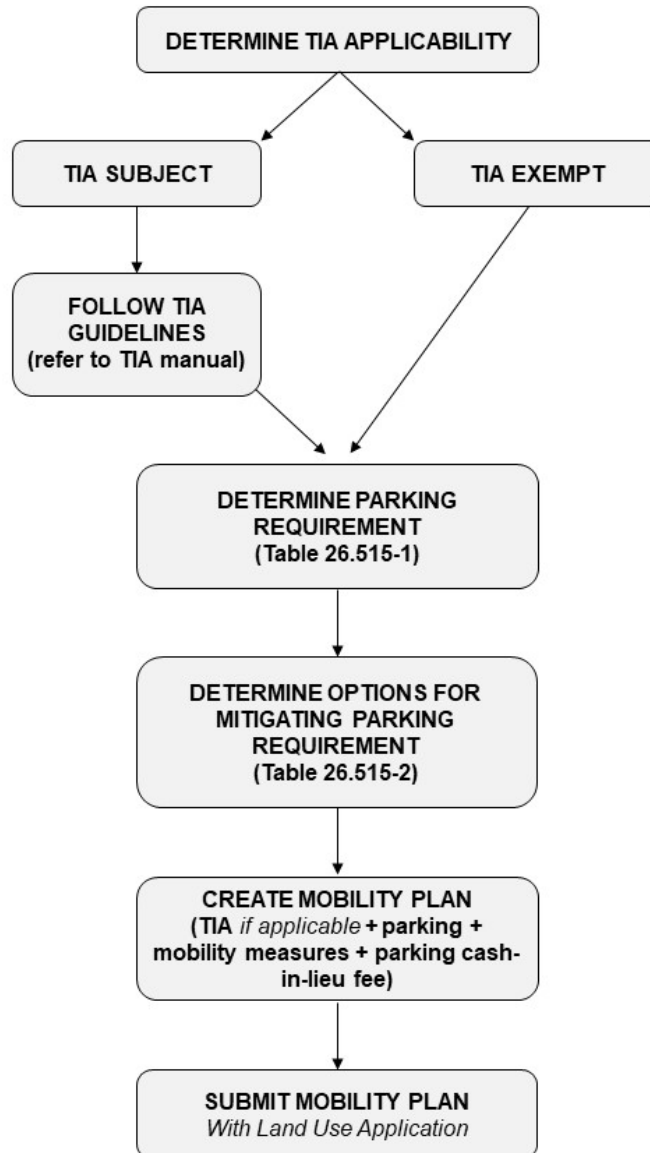 DETERMINE TIA APPLICABILITY
TIA SUBJECT
TIA EXEMPT
FOLLOW TIA
GUIDELINES
(refer to TIA manual)
DETERMINE PARKING
REQUIREMENT
(Table 26.515-1)
DETERMINE OPTIONS FOR
MITIGATING PARKING
REQUIREMENT
(Table 26.515-2)
CREATE MOBILITY PLAN
(TIA if applicable + parking +
mobility measures + parking cash-
in-lieu fee)
SUBMIT MOBILITY PLAN
With Land Use Application